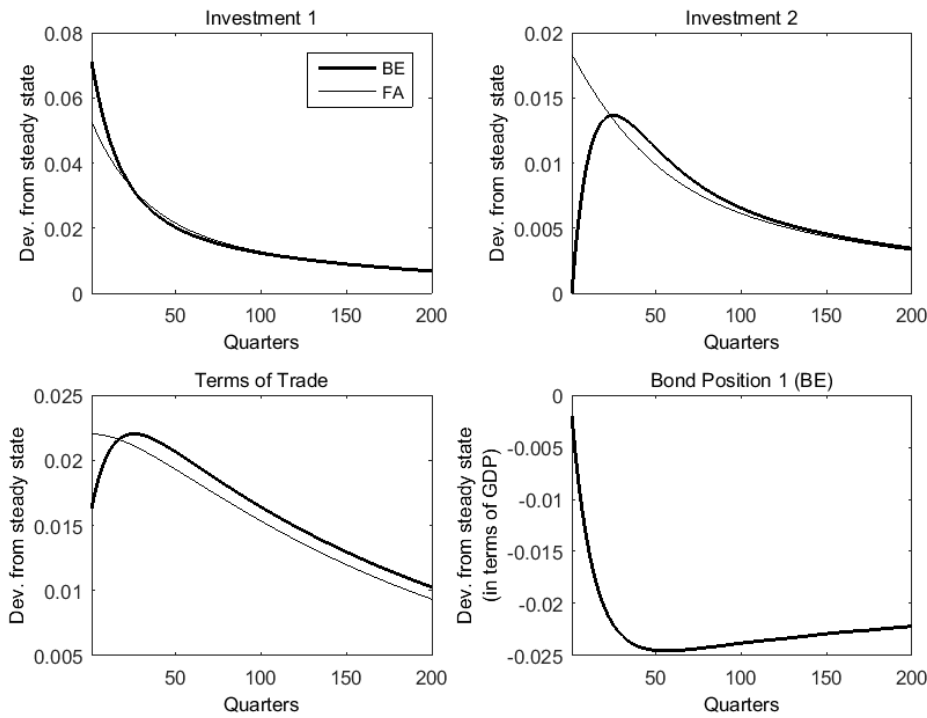 Investment 1
Dev. from steady state
0.08
0.06
0.04
0.02
0
50
100
150
200
Quarters
BE
FA
Investment 2
Dev. from steady state
0.02
0.015
0.01
0.005
0
50
100
150
200
Quarters
Terms of Trade
Dev. from steady state
0.025
0.02
0.015
0.01
0.005
50
100
150
200
Quarters
Bond Position 1 (BE)
Dev. from steady state
(in terms of GDP)
0
-0.005
-0.01
-0.015
-0.02
-0.025
50
100
150
200
Quarters